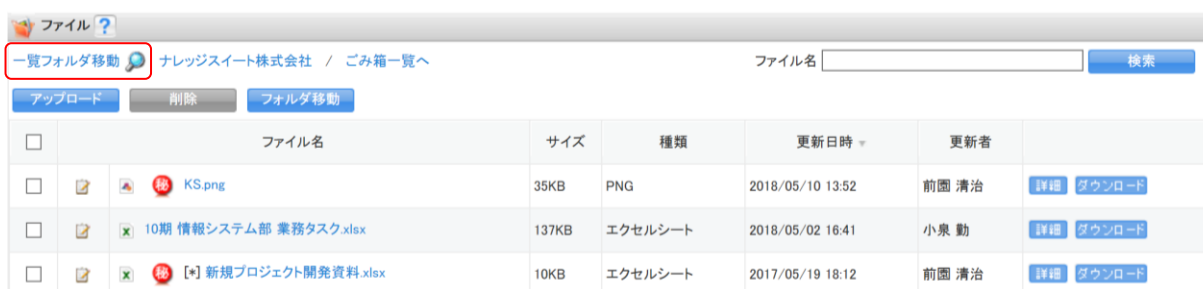 ファイル ?
一覧フォルダ移動 ナレッジスイート株式会社 / ごみ箱一覧へ ファイル名 検索
アップロード 削除 フォルダ移動
ファイル名 サイズ 種類 更新日時 ▼ 更新者
秘 KS.png 35KB PNG 2018/05/10 13:52 前園 清治 詳細 ダウンロード
10期 情報システム部 業務タスク.xlsx 137KB エクセルシート 2018/05/02 16:41 小泉 勤 詳細 ダウンロード
秘 [*] 新規プロジェクト開発資料.xlsx 10KB エクセルシート 2017/05/19 18:12 前園 清治 詳細 ダウンロード